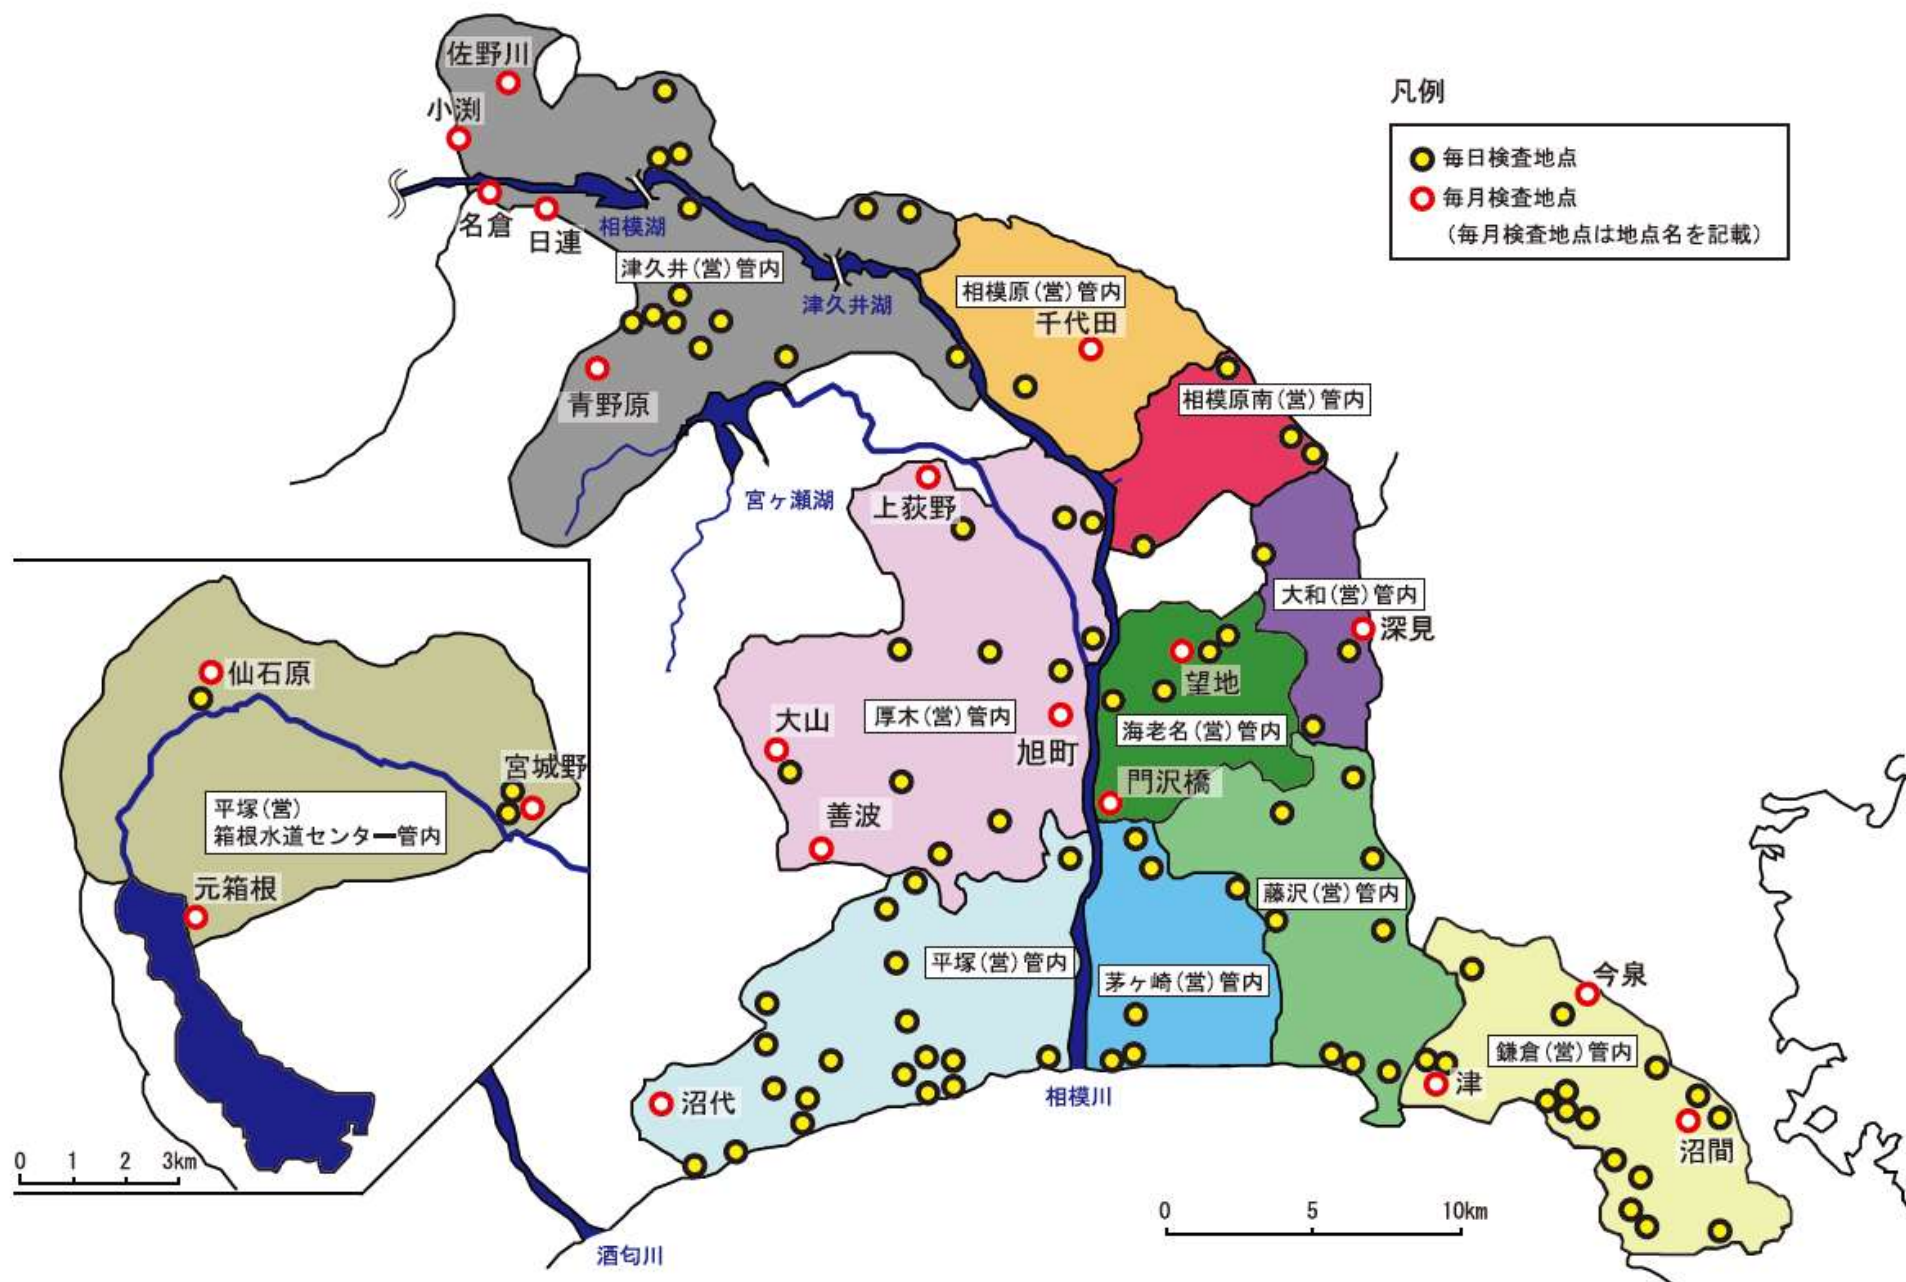 佐野川
小渕
名倉
日連
相模湖
津久井(営)管内
津久井湖
青野原
宮ヶ瀬湖
凡例
毎日検査地点
毎月検査地点
(毎月検査地点は地点名を記載)
相模原(営)管内
千代田
相模原南(営)管内
上荻野
大和(営)管内
深見
望地
海老名(営)管内
厚木(営)管内
大山
旭町
善波
門沢橋
仙石原
宮城野
平塚(営)
箱根水道センター管内
元箱根
0 1 2 3km
藤沢(営)管内
平塚(営)管内
茅ヶ崎(営)管内
今泉
鎌倉(営)管内
津
沼代
相模川
沼間
酒匂川
0 5 10km